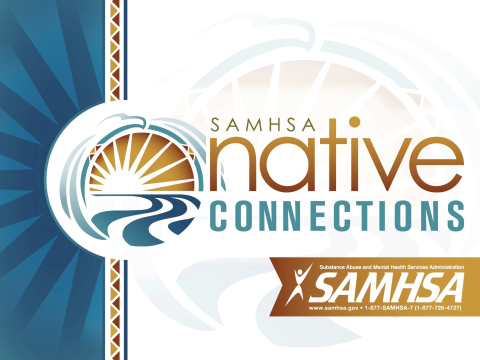 SAMHSA
native
CONNECTIONS
Substance Abuse and Mental Health Services Administration
SAMHSA
www.samhsa.gov • 1-877-SAMHSA-7 (1-877-726-4727)